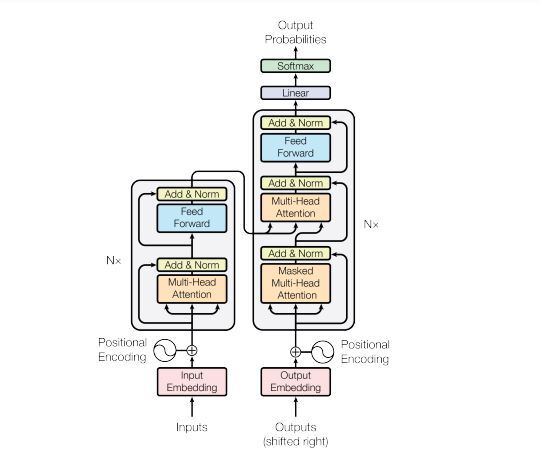 Output
Probabilities
Softmax
Linear
Add & Norm
Feed
Forward
Add & Norm
Multi-Head
Attention
Add & Norm
Masked
Multi-Head
Attention
Nx
Add & Norm
Feed
Forward
Add & Norm
Multi-Head
Attention
Nx
Positional
Encoding
Positional
Encoding
Input
Embedding
Output
Embedding
Inputs
Outputs
(shifted right)